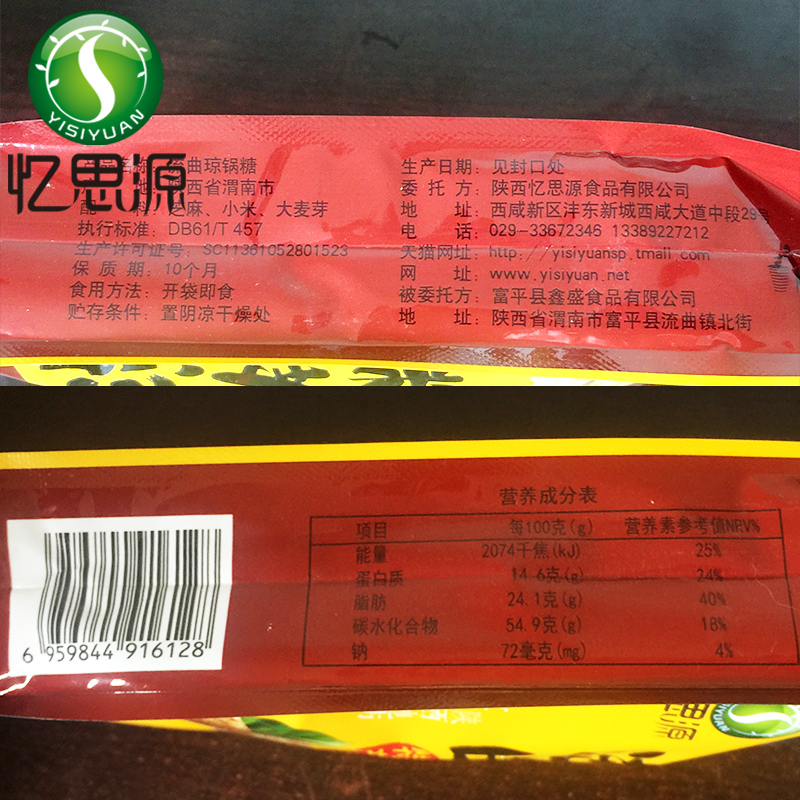 YISIYUAN
忆思源
曲琼锅糖
西省渭南市
芝麻、小米、大麦芽
执行标准: DB61/T 457
生产许可证号: SC11361052801523
保 质 期: 10个月
食用方法: 开袋即食
贮存条件: 置阴凉干燥处
生产日期: 见封口处
委 托 方: 陕西忆思源食品有限公司
地 址: 西咸新区沣东新城西咸大道中段29号
电 话: 029-33672346 13389227212
天猫网址: http://yisiyuansp.tmall.com
网 址: www.yisiyuan.net
被委托方: 富平县鑫盛食品有限公司
地 址: 陕西省渭南市富平县流曲镇北街
营养成分表
项目 每100克(g) 营养素参考值NRV%
能量 2074千焦(kJ) 25%
蛋白质 14.6克(g) 24%
脂肪 24.1克(g) 40%
碳水化合物 54.9克(g) 18%
钠 72毫克(mg) 4%
6 959844 916128
忆思源
YISIYUAN